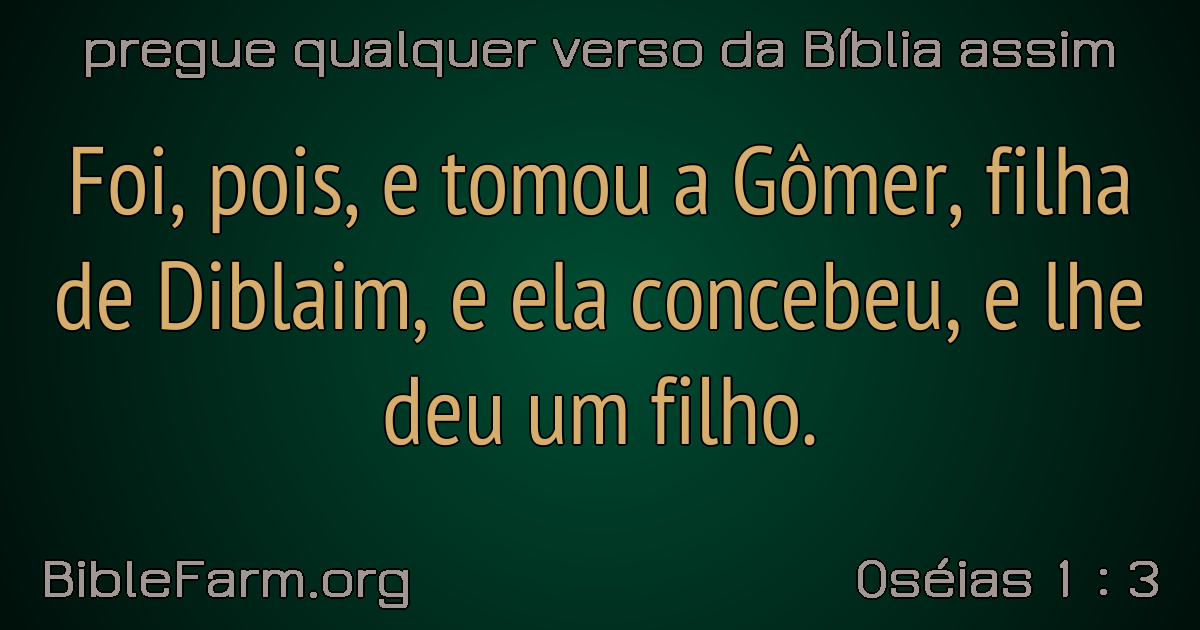 pregue qualquer verso da Bíblia assim
Foi, pois, e tomou a Gômer, filha
de Diblaim, e ela concebeu, e lhe
deu um filho.
BibleFarm.org
Oséias 1 : 3